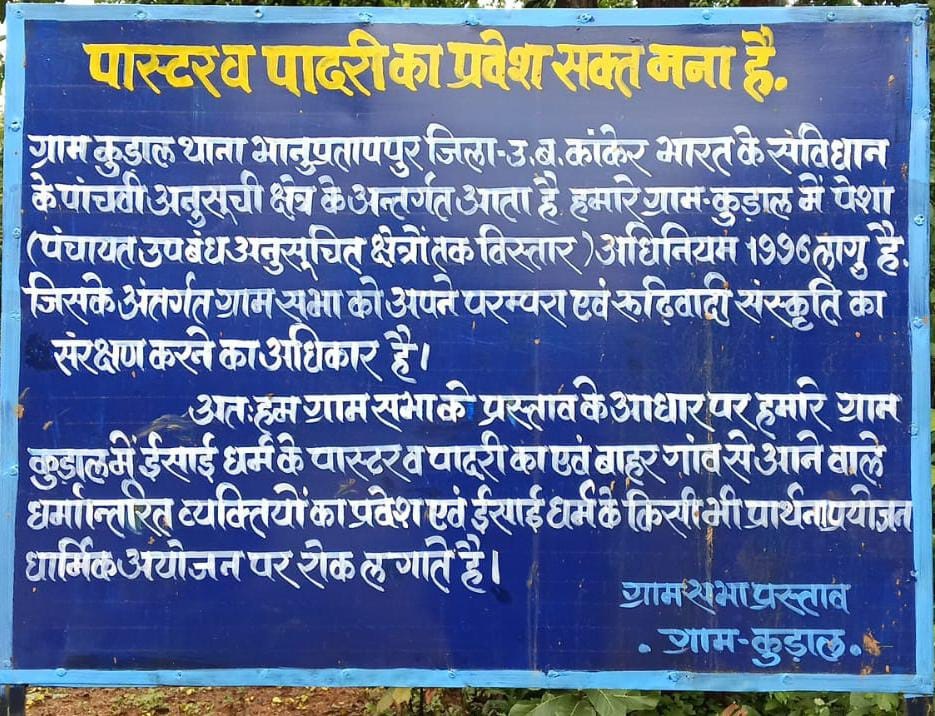 पास्टर व पादरी का प्रवेश सक्त मना है.
ग्राम कुडाल थाना भानुप्रतापपुर जिला-उ.ब.कांकेर भारत के संविधान
के पांचवी अनुसूची क्षेत्र के अन्तर्गत आता है हमारे ग्राम-कुडाल में पेशा
(पंचायत उपबंध अनुसूचित क्षेत्रों तक विस्तार) अधिनियम 1996 लागु है.
जिसके अंतर्गत ग्राम सभा को अपने परम्परा एवं रूढ़िवादी संस्कृति का
संरक्षण करने का अधिकार है।
अतः हम ग्राम सभा के प्रस्ताव के आधार पर हमारे ग्राम
कुडाल में ईसाई धर्म के पास्टर व पादरी का एवं बाहर गांव से आने वाले
धर्मान्तरित व्यक्तियों का प्रवेश एवं ईसाई धर्म के किसी भी प्रार्थना प्रयोजन
धार्मिक अयोजन पर रोक लगाते है।
ग्राम सभा प्रस्ताव
. ग्राम-कुड़ाल.